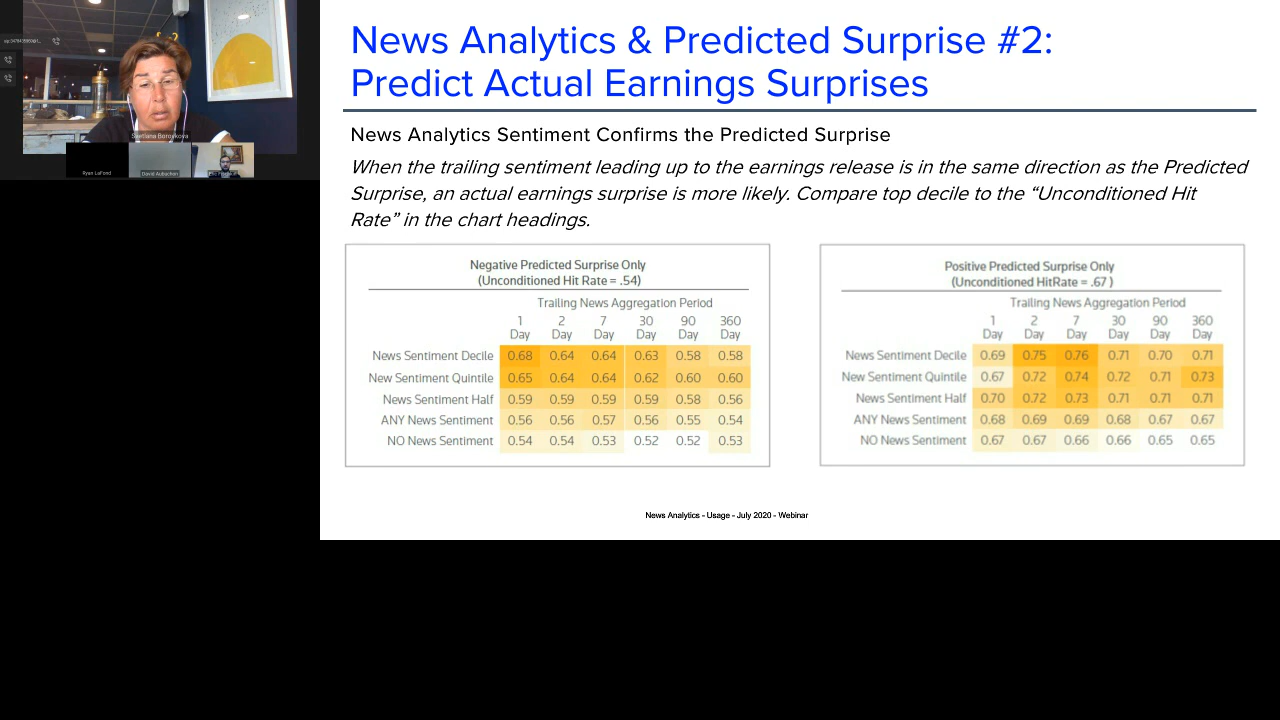 News Analytics & Predicted Surprise #2:
Predict Actual Earnings Surprises
News Analytics Sentiment Confirms the Predicted Surprise
When the trailing sentiment leading up to the earnings release is in the same direction as the Predicted
Surprise, an actual earnings surprise is more likely. Compare top decile to the “Unconditioned Hit
Rate” in the chart headings.
Negative Predicted Surprise Only
(Unconditioned Hit Rate = .54)
Trailing News Aggregation Period
1 2 7 30 90 360
Day Day Day Day Day Day
News Sentiment Decile 0.68 0.64 0.64 0.63 0.58 0.58
New Sentiment Quintile 0.65 0.64 0.64 0.62 0.60 0.60
News Sentiment Half 0.59 0.59 0.59 0.59 0.58 0.56
ANY News Sentiment 0.56 0.56 0.57 0.56 0.55 0.54
NO News Sentiment 0.54 0.54 0.53 0.52 0.52 0.53
Positive Predicted Surprise Only
(Unconditioned HitRate = .67 )
Trailing News Aggregation Period
1 2 7 30 90 360
Day Day Day Day Day Day
News Sentiment Decile 0.69 0.75 0.76 0.71 0.70 0.71
New Sentiment Quintile 0.67 0.72 0.74 0.72 0.71 0.73
News Sentiment Half 0.70 0.72 0.73 0.71 0.71 0.71
ANY News Sentiment 0.68 0.69 0.69 0.68 0.67 0.67
NO News Sentiment 0.67 0.67 0.66 0.66 0.65 0.65
News Analytics - Usage - July 2020 - Webinar
Svetlana Borovkova
Ryan LaFond
David Aubuchon